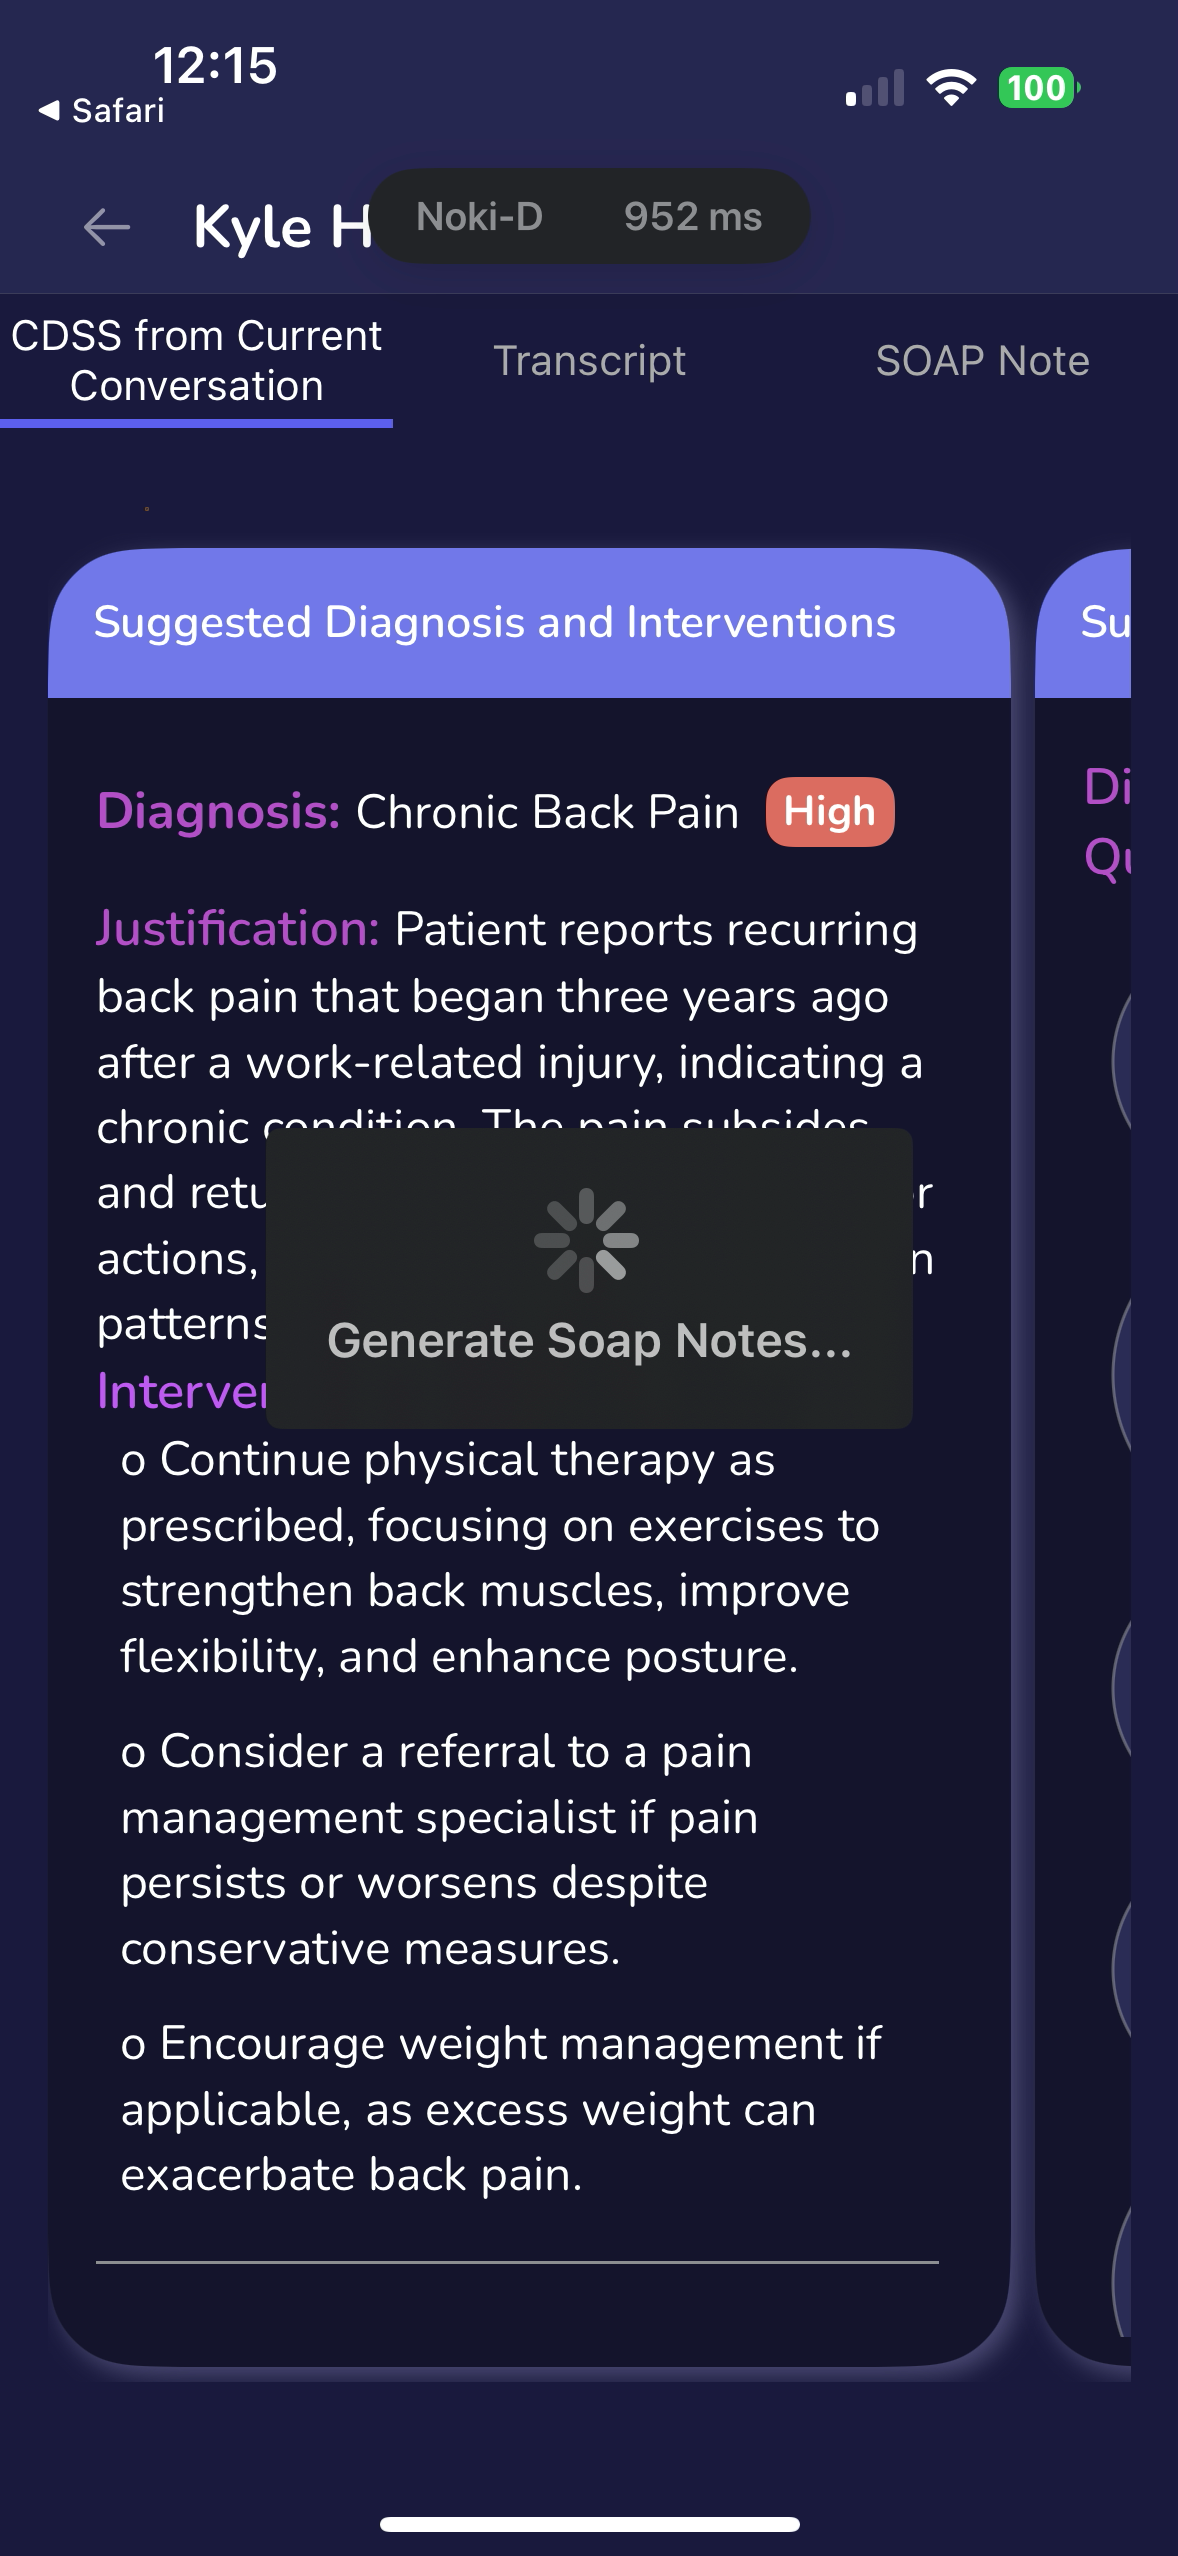 12:15
Safari
100
Kyle H
Noki-D 952 ms
CDSS from Current
Conversation
Transcript
SOAP Note
Suggested Diagnosis and Interventions
Su
Diagnosis: Chronic Back Pain High
Justification: Patient reports recurring
back pain that began three years ago
after a work-related injury, indicating a
chronic condition. The pain subsides
and retu
actions,
patterns
Generate Soap Notes...
o Continue physical therapy as
prescribed, focusing on exercises to
strengthen back muscles, improve
flexibility, and enhance posture.
o Consider a referral to a pain
management specialist if pain
persists or worsens despite
conservative measures.
o Encourage weight management if
applicable, as excess weight can
exacerbate back pain.
Di
Qu